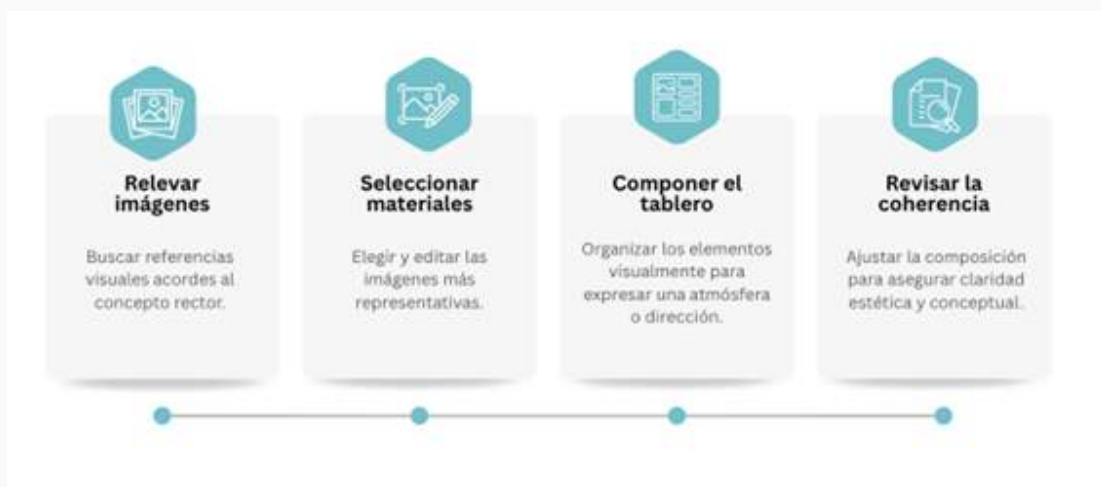 Relevar
imágenes
Buscar referencias
visuales acordes al
concepto rector.
Seleccionar
materiales
Elegir y editar las
imágenes más
representativas.
Componer el
tablero
Organizar los elementos
visualmente para
expresar una atmósfera
o dirección.
Revisar la
coherencia
Ajustar la composición
para asegurar claridad
estética y conceptual.